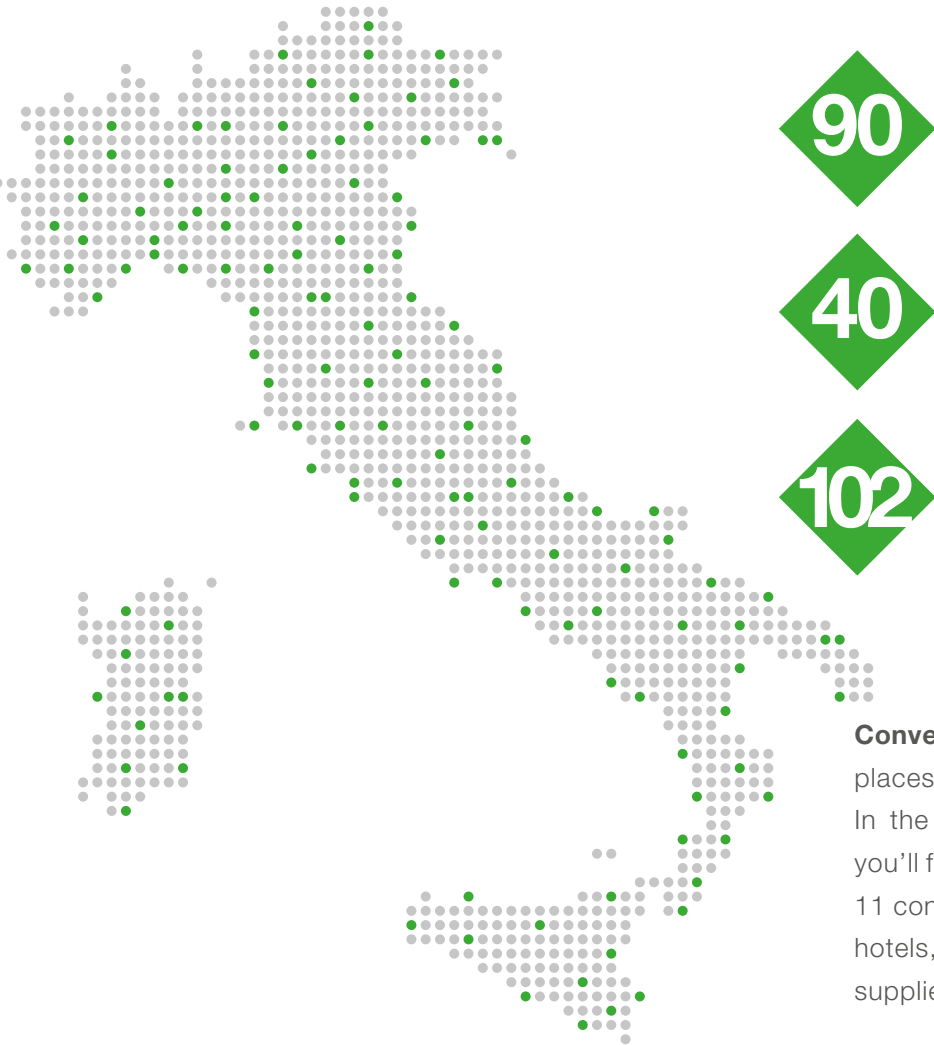 90
40
102
Conve
places
In the
you'll f
11 con
hotels,
supplie